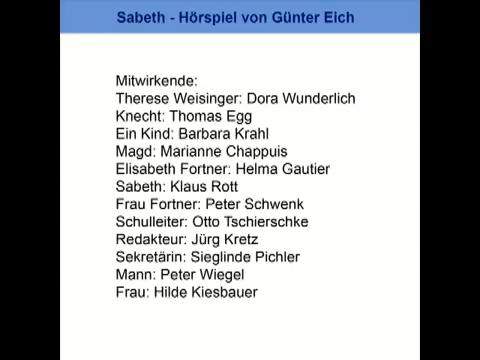 Sabeth - Hörspiel von Günter Eich
Mitwirkende:
Therese Weisinger: Dora Wunderlich
Knecht: Thomas Egg
Ein Kind: Barbara Krahl
Magd: Marianne Chappuis
Elisabeth Fortner: Helma Gautier
Sabeth: Klaus Rott
Frau Fortner: Peter Schwenk
Schulleiter: Otto Tschierschke
Redakteur: Jürg Kretz
Sekretärin: Sieglinde Pichler
Mann: Peter Wiegel
Frau: Hilde Kiesbauer